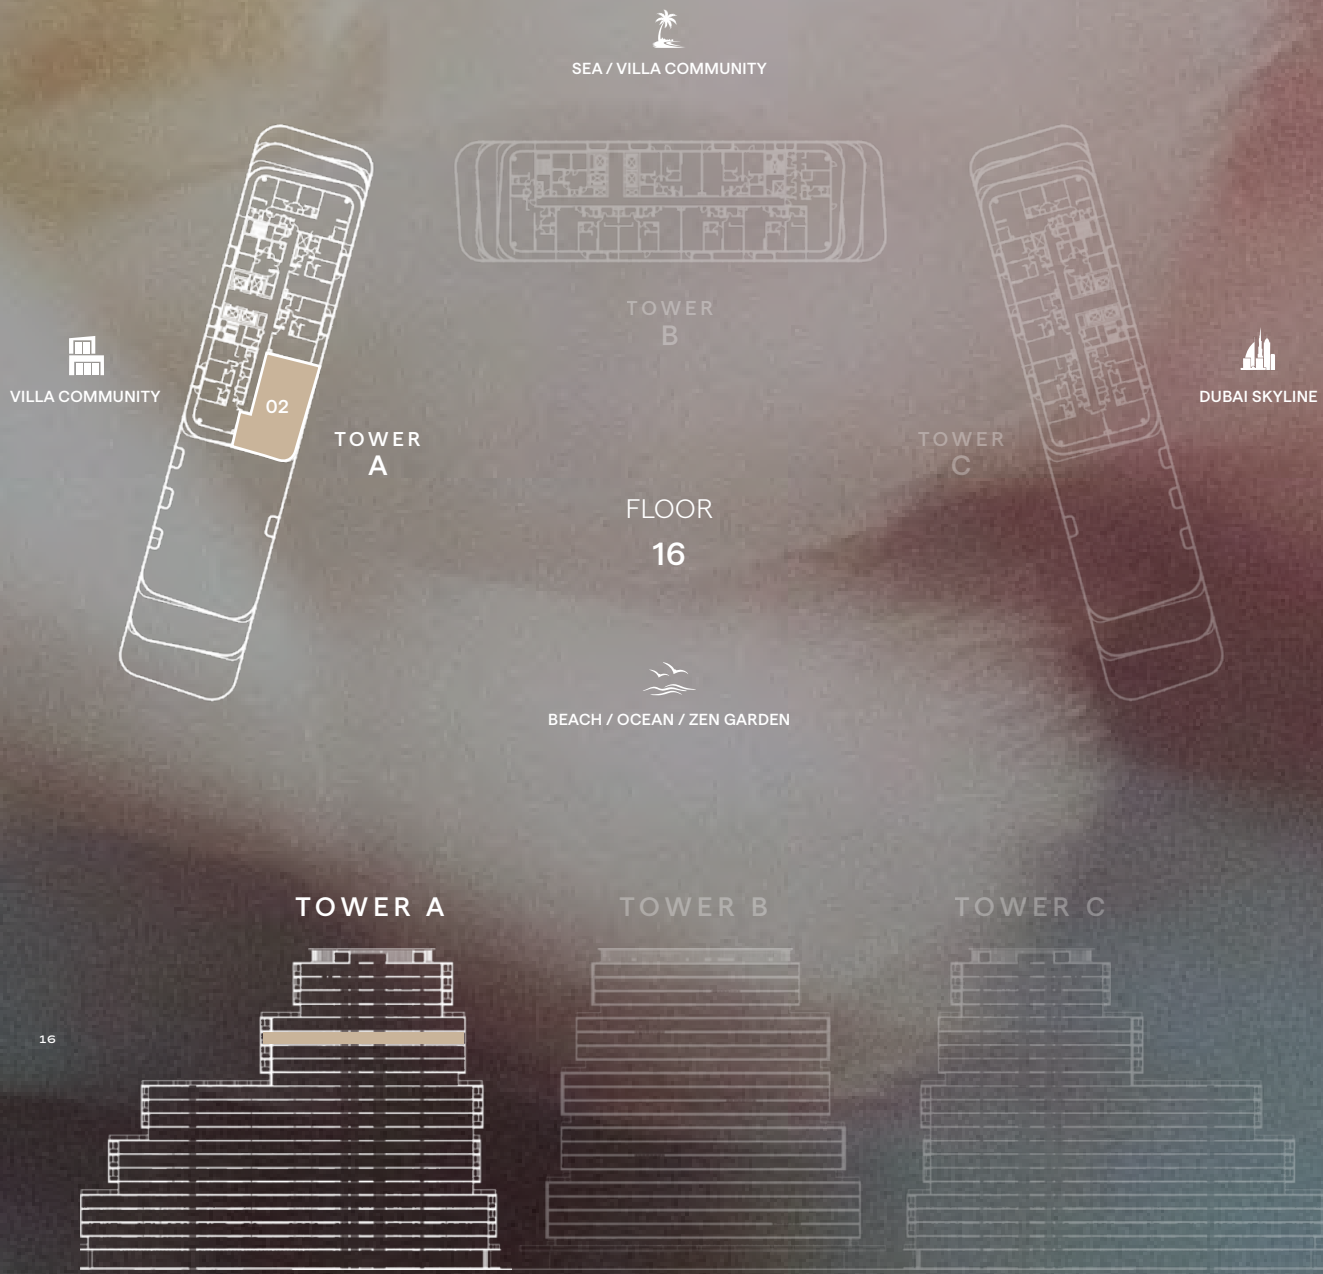 SEA / VILLA COMMUNITY
TOWER
B
VILLA COMMUNITY
DUBAI SKYLINE
02
TOWER
A
TOWER
C
FLOOR
16
BEACH / OCEAN / ZEN GARDEN
TOWER A
TOWER B
TOWER C
16